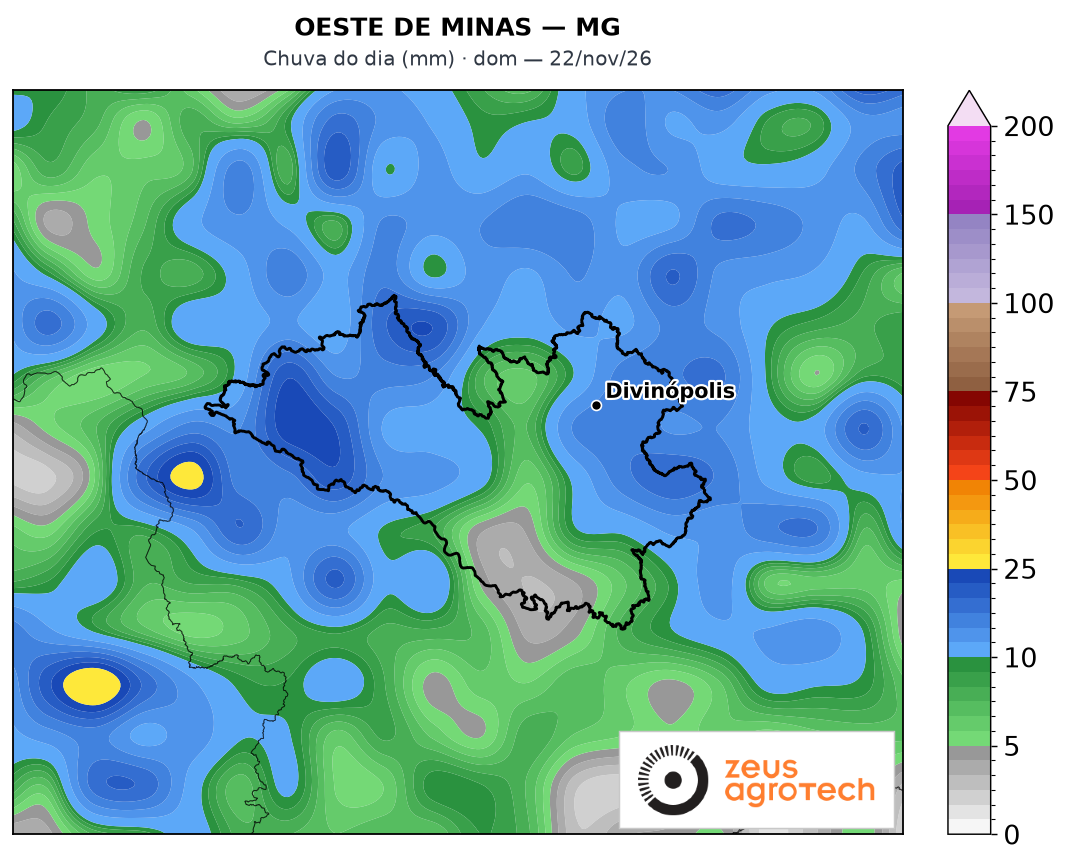 OESTE DE MINAS — MG
Chuva do dia (mm) · dom — 22/nov/26
Divinópolis
200
150
100
75
50
25
10
5
0
zeus
agrotech